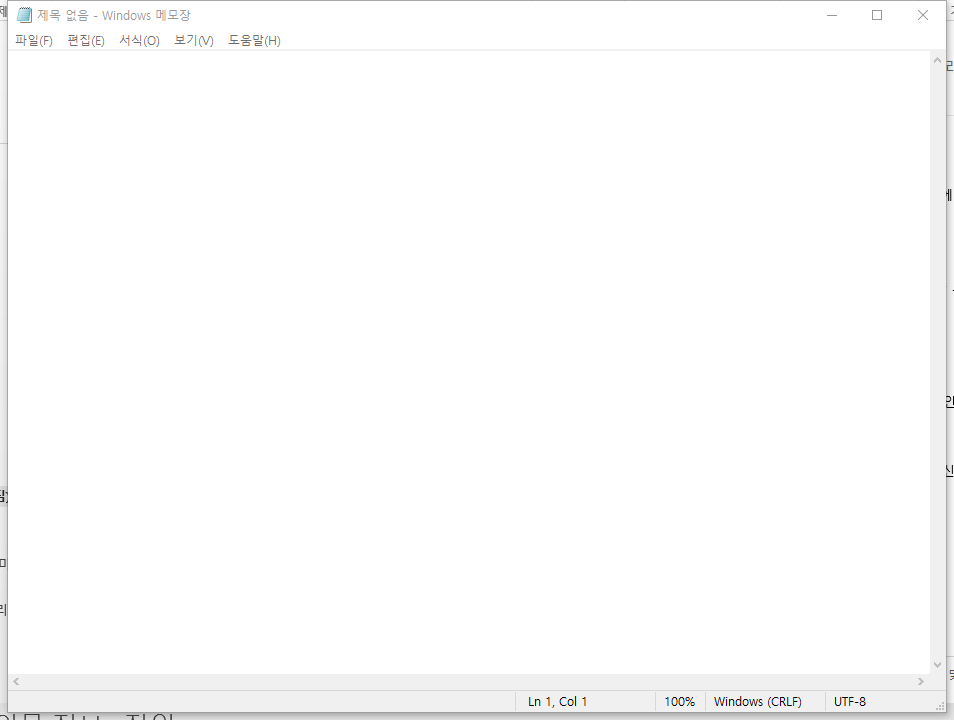 제목 없음 - Windows 메모장
파일(F) 편집(E) 서식(O) 보기(V) 도움말(H)
Ln 1, Col 1 100% Windows (CRLF) UTF-8